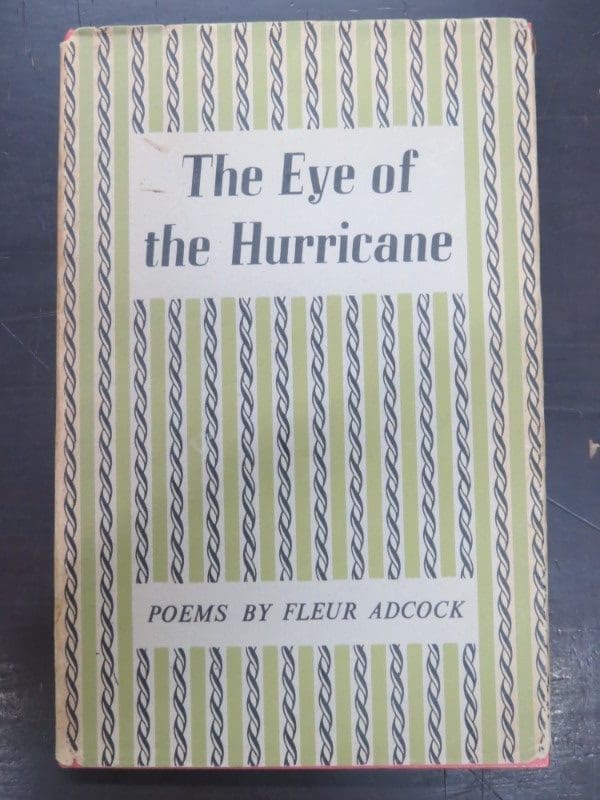 The Eye of
the Hurricane
POEMS BY FLEUR ADCOCK